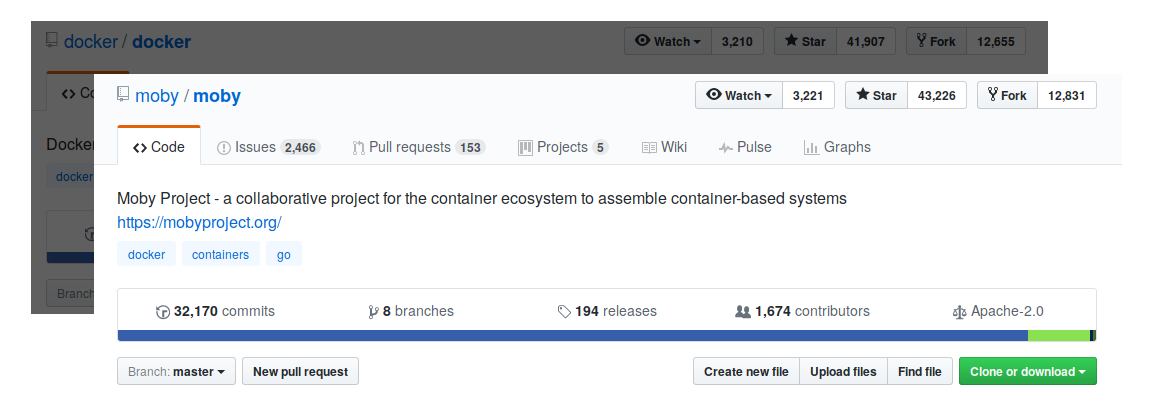 docker / docker
Watch 3,210 Star 41,907 Fork 12,655
moby / moby
Watch 3,221 Star 43,226 Fork 12,831
Code Issues 2,466 Pull requests 153 Projects 5 Wiki Pulse Graphs
Docker
Moby Project - a collaborative project for the container ecosystem to assemble container-based systems
https://mobyproject.org/
docker
docker containers go
32,170 commits 8 branches 194 releases 1,674 contributors Apache-2.0
Branch
Branch: master New pull request Create new file Upload files Find file Clone or download